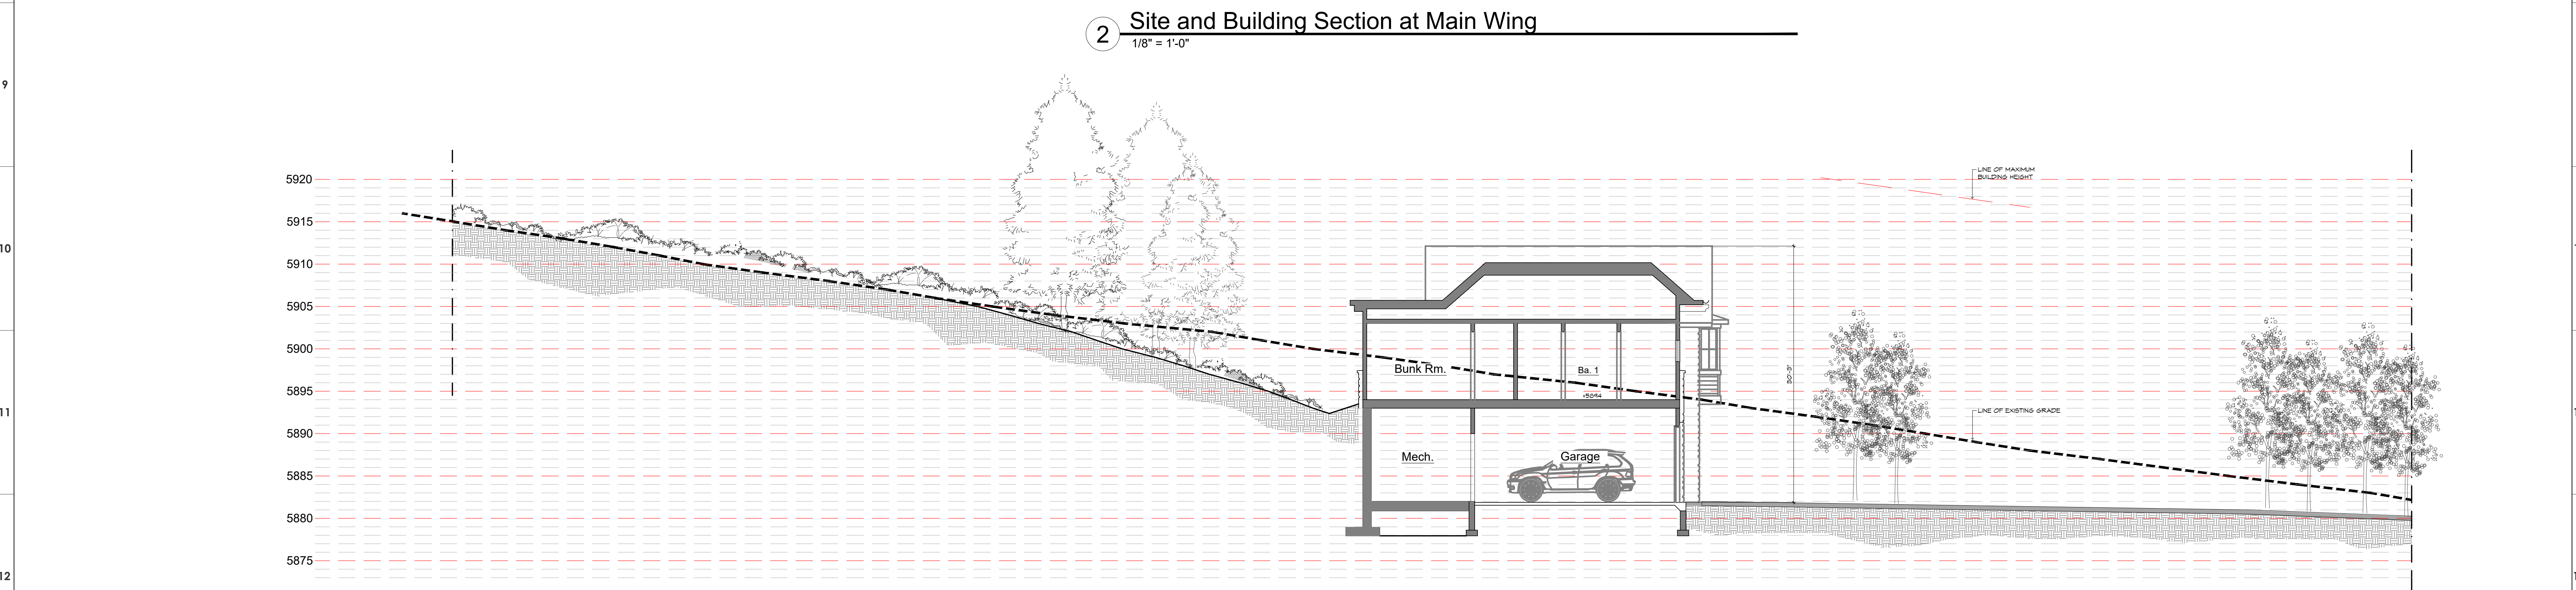 2
Site and Building Section at Main Wing
1/8" = 1'-0"
9
10
11
12
5920
5915
5910
5905
5900
5895
5890
5885
5880
5875
LINE OF MAXIMUM
BUILDING HEIGHT
Bunk Rm.
Ba. 1
LINE OF EXISTING GRADE
Mech.
Garage